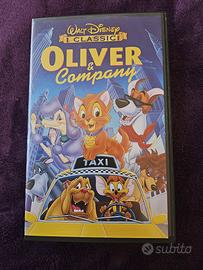 WALT DISNEY
I CLASSICI
OLIVER
&
Company
TAXI
subito